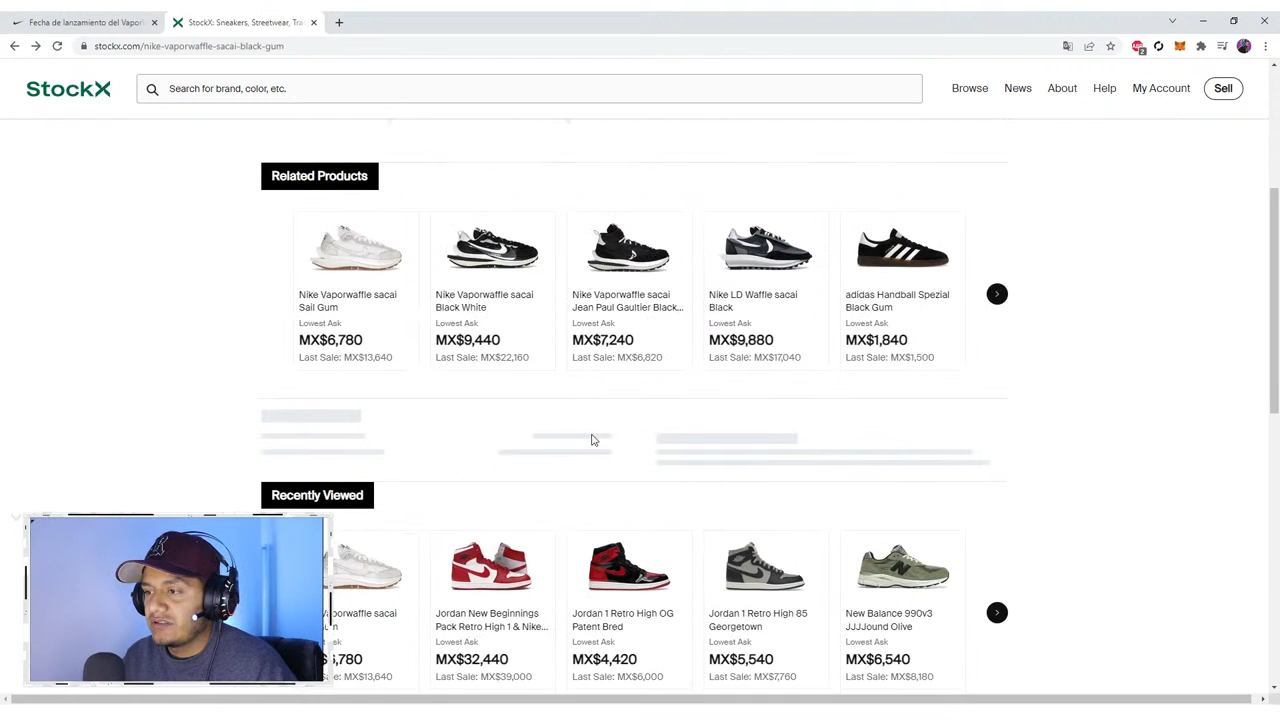 Fecha de lanzamiento del Vapor
StockX: Sneakers, Streetwear, Tra
stockx.com/nike-vaporwaffle-sacai-black-gum
2
StockX
Search for brand, color, etc.
Browse
News
About
Help
My Account
Sell
Related Products
Nike Vaporwaffle sacai
Sail Gum
Lowest Ask
MX$6,780
Last Sale: MX$13,640
Nike Vaporwaffle sacai
Black White
Lowest Ask
MX$9,440
Last Sale: MX$22,160
Nike Vaporwaffle sacai
Jean Paul Gaultier Black...
Lowest Ask
MX$7,240
Last Sale: MX$6,820
Nike LD Waffle sacai
Black
Lowest Ask
MX$9,880
Last Sale: MX$17,040
adidas Handball Spezial
Black Gum
Lowest Ask
MX$1,840
Last Sale: MX$1,500
Recently Viewed
porwaffle sacai
6,780
MX$13,640
Jordan New Beginnings
Pack Retro High 1 & Nike...
Lowest Ask
MX$32,440
Last Sale: MX$39,000
Jordan 1 Retro High OG
Patent Bred
Lowest Ask
MX$4,420
Last Sale: MX$6,000
Jordan 1 Retro High 85
Georgetown
Lowest Ask
MX$5,540
Last Sale: MX$7,760
New Balance 990v3
JJJJound Olive
Lowest Ask
MX$6,540
Last Sale: MX$8,180